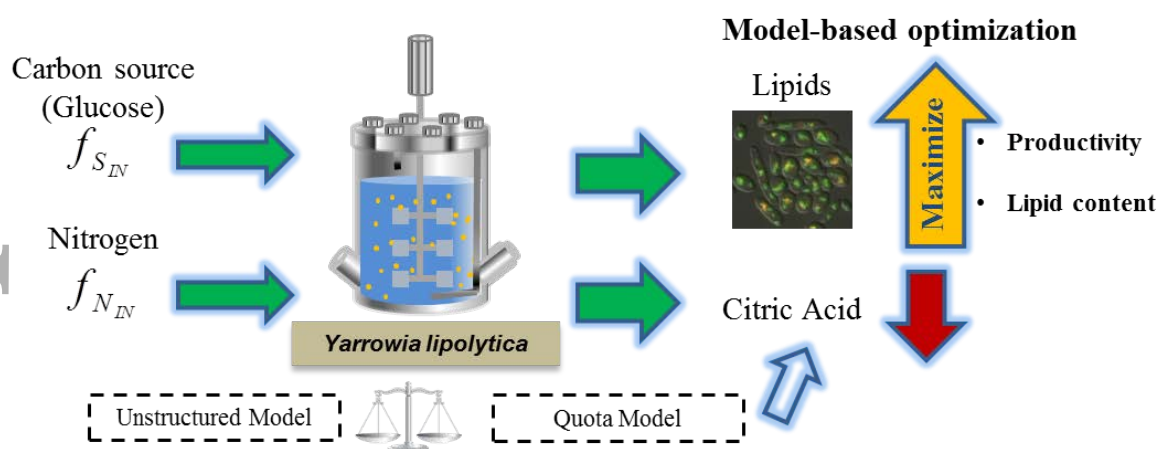 Model-based optimization
Carbon source
(Glucose)
f_{S_{IN}}
Lipids
Maximize
• Productivity
• Lipid content
Nitrogen
f_{N_{IN}}
Citric Acid
Yarrowia lipolytica
Unstructured Model
Quota Model